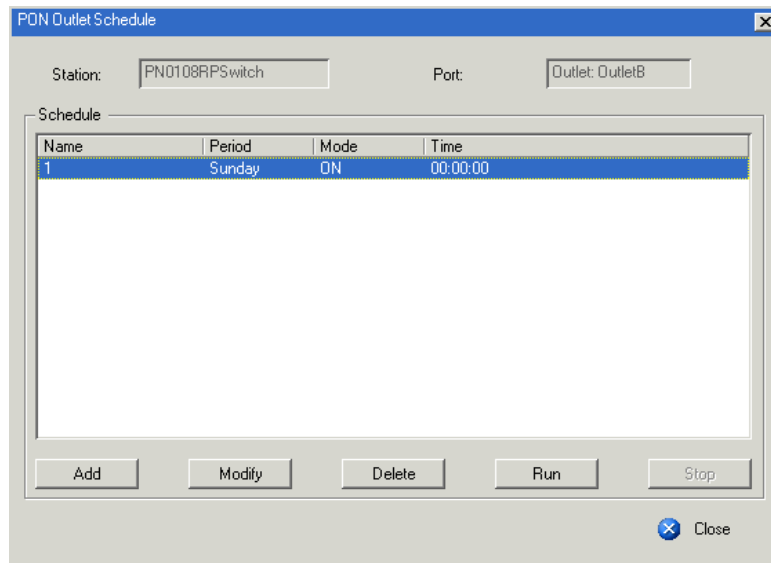 PON Outlet Schedule
Station: PN0108RPSwitch Port: Outlet: OutletB
Schedule
Name Period Mode Time
1 Sunday ON 00:00:00
Add Modify Delete Run Stop
Close